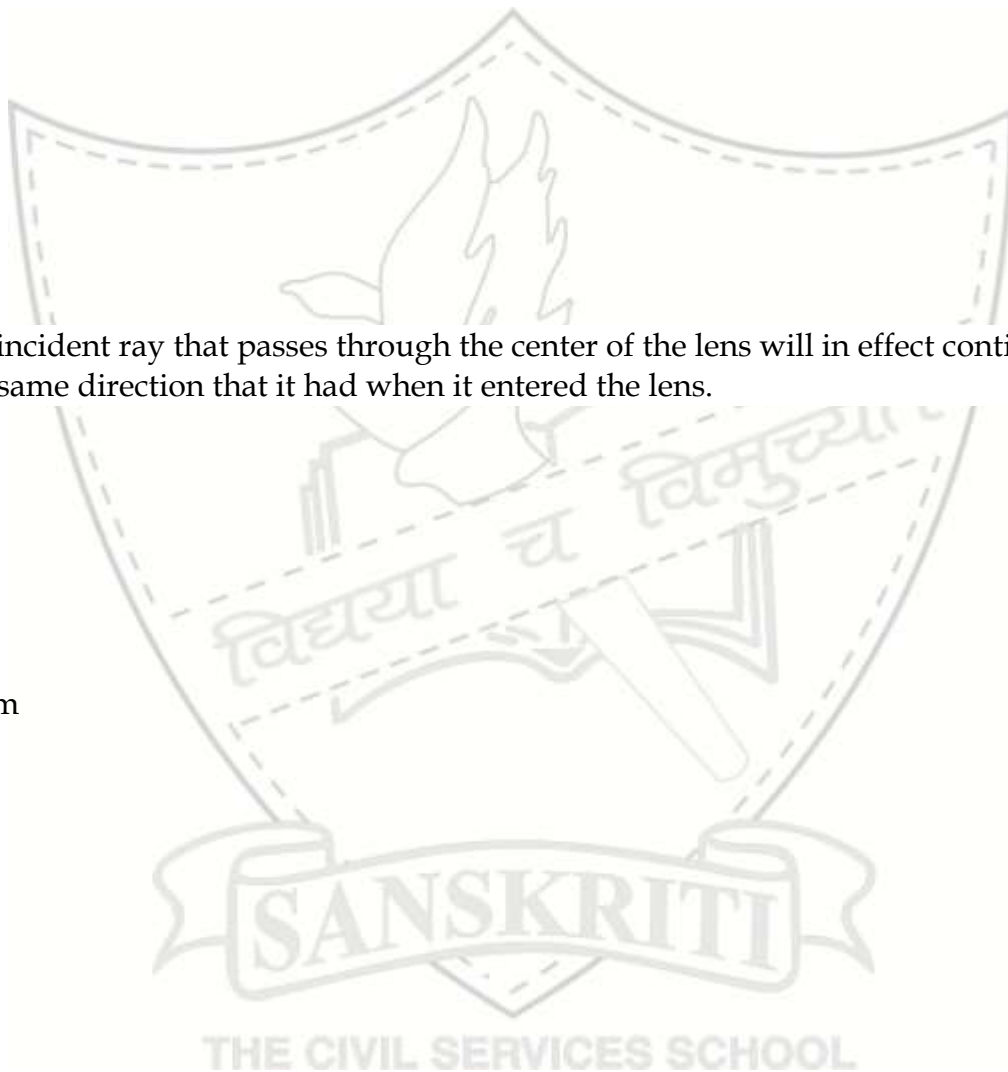 incident ray that passes through the center of the lens will in effect conti
same direction that it had when it entered the lens.
विद्यया च विमुच्यते
m
SANSKRITI
THE CIVIL SERVICES SCHOOL